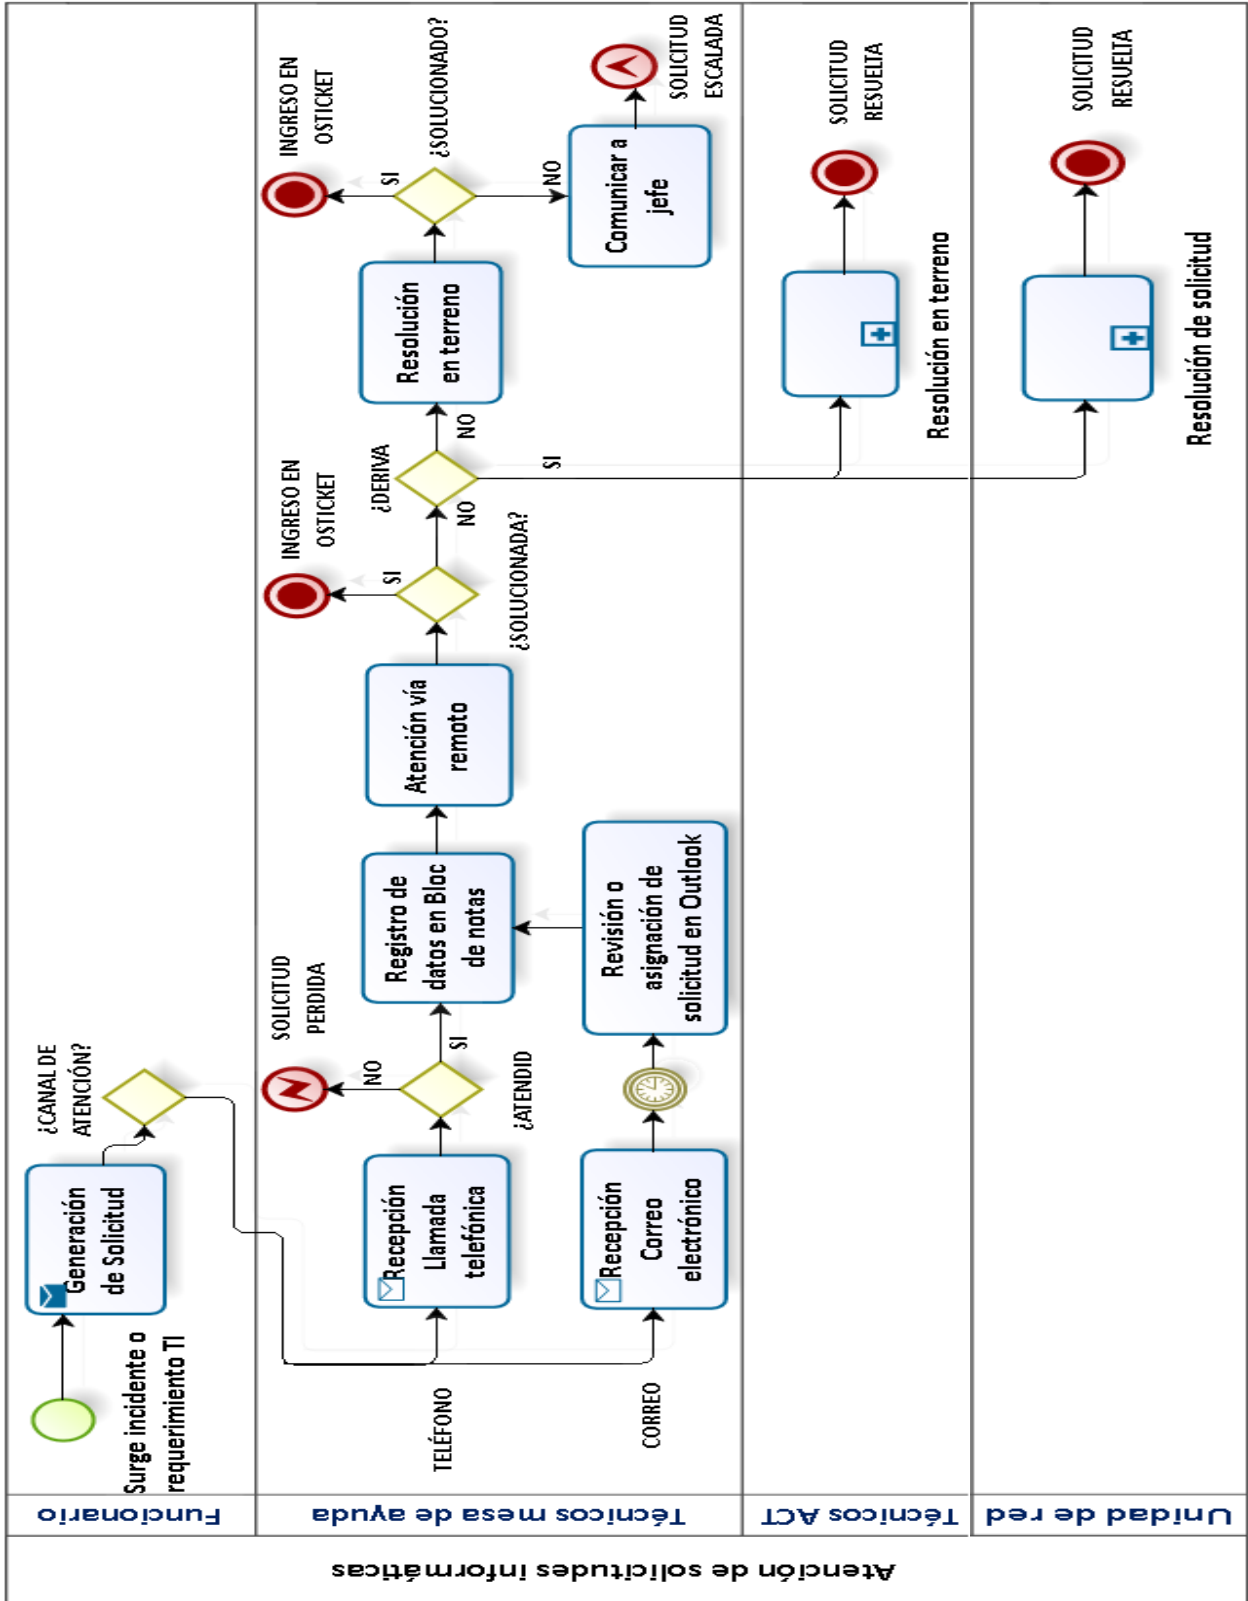 Atención de solicitudes informáticas
Funcionario
Surge incidente o
requerimiento TI
Generación
de Solicitud
¿CANAL DE
ATENCIÓN?
Técnicos mesa de ayuda
TELÉFONO
CORREO
Recepción
Llamada
telefónica
¿ATENDID
NO
SI
SOLICITUD
PERDIDA
Recepción
Correo
electrónico
Revisión o
asignación de
solicitud en Outlook
Registro de
datos en Bloc
de notas
Atención vía
remoto
¿SOLUCIONADA?
SI
NO
INGRESO EN
OSTICKET
¿DERIVA
NO
SI
Resolución
en terreno
¿SOLUCIONADO?
SI
NO
INGRESO EN
OSTICKET
Comunicar a
jefe
SOLICITUD
ESCALADA
Técnicos ACT
Resolución en terreno
SOLICITUD
RESUELTA
Unidad de red
Resolución de solicitud
SOLICITUD
RESUELTA